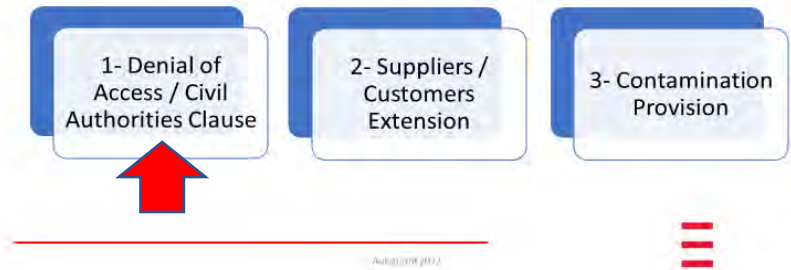 1- Denial of
Access / Civil
Authorities Clause
2- Suppliers /
Customers
Extension
3- Contamination
Provision